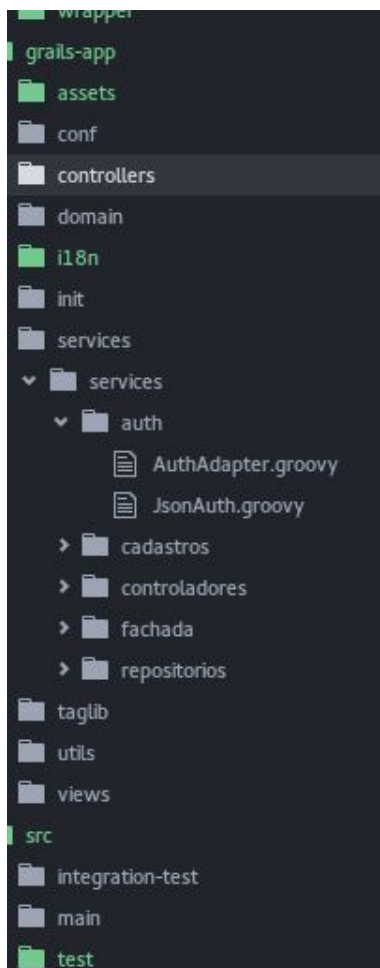 wrapper
grails-app
assets
conf
controllers
domain
i18n
init
services
services
auth
AuthAdapter.groovy
JsonAuth.groovy
cadastros
controladores
fachada
repositorios
taglib
utils
views
src
integration-test
main
test